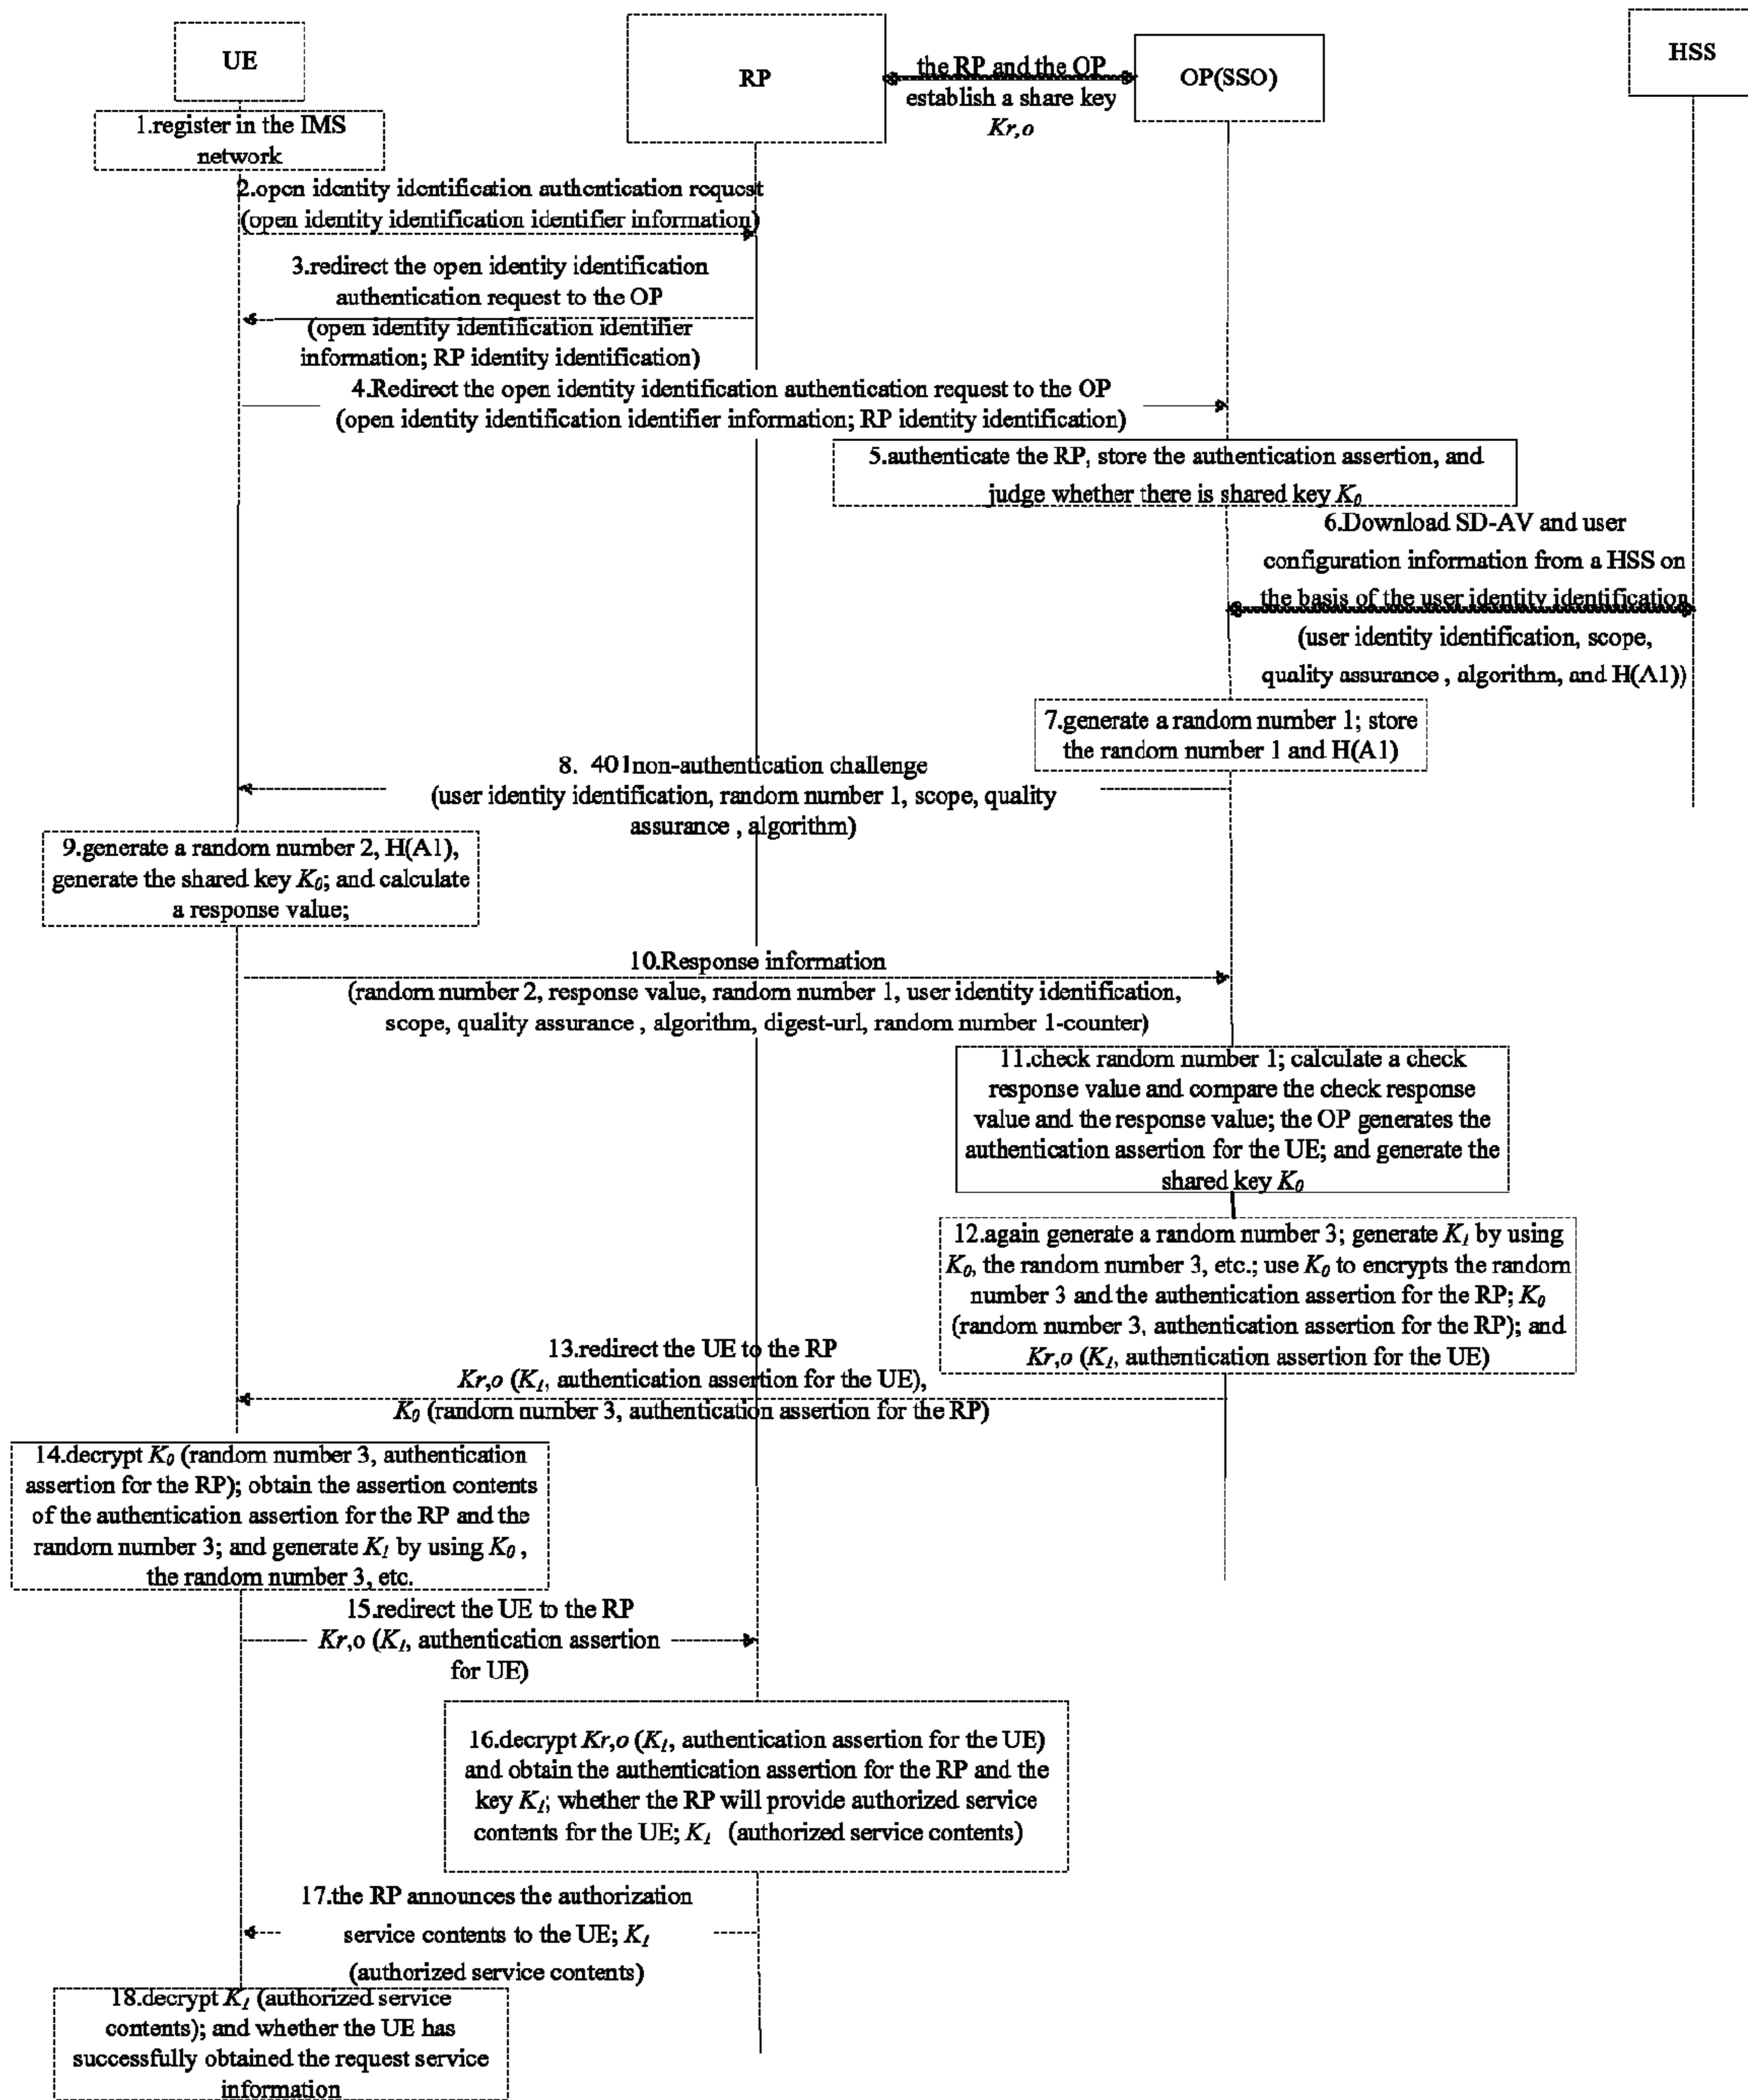 UE
RP
the RP and the OP
establish a share key
Kr,o
OP(SSO)
HSS
1.register in the IMS
network
2.open identity identification authentication request
(open identity identification identifier information)
3.redirect the open identity identification
authentication request to the OP
(open identity identification identifier
information; RP identity identification)
4.Redirect the open identity identification authentication request to the OP
(open identity identification identifier information; RP identity identification)
5.authenticate the RP, store the authentication assertion, and
judge whether there is shared key K0
6.Download SD-AV and user
configuration information from a HSS on
the basis of the user identity identification
(user identity identification, scope,
quality assurance , algorithm, and H(A1))
7.generate a random number 1; store
the random number 1 and H(A1)
8. 401non-authentication challenge
(user identity identification, random number 1, scope, quality
assurance , algorithm)
9.generate a random number 2, H(A1),
generate the shared key K0; and calculate
a response value;
10.Response information
(random number 2, response value, random number 1, user identity identification,
scope, quality assurance , algorithm, digest-url, random number 1-counter)
11.check random number 1; calculate a check
response value and compare the check response
value and the response value; the OP generates the
authentication assertion for the UE; and generate the
shared key K0
12.again generate a random number 3; generate K1 by using
K0, the random number 3, etc.; use K0 to encrypts the random
number 3 and the authentication assertion for the RP; K0
(random number 3, authentication assertion for the RP); and
Kr,o (K1, authentication assertion for the UE)
13.redirect the UE to the RP
Kr,o (K1, authentication assertion for the UE),
K0 (random number 3, authentication assertion for the RP)
14.decrypt K0 (random number 3, authentication
assertion for the RP); obtain the assertion contents
of the authentication assertion for the RP and the
random number 3; and generate K1 by using K0 ,
the random number 3, etc.
15.redirect the UE to the RP
Kr,o (K1, authentication assertion
for UE)
16.decrypt Kr,o (K1, authentication assertion for the UE)
and obtain the authentication assertion for the RP and the
key K1; whether the RP will provide authorized service
contents for the UE; K1 (authorized service contents)
17.the RP announces the authorization
service contents to the UE; K1
(authorized service contents)
18.decrypt K1 (authorized service
contents); and whether the UE has
successfully obtained the request service
information